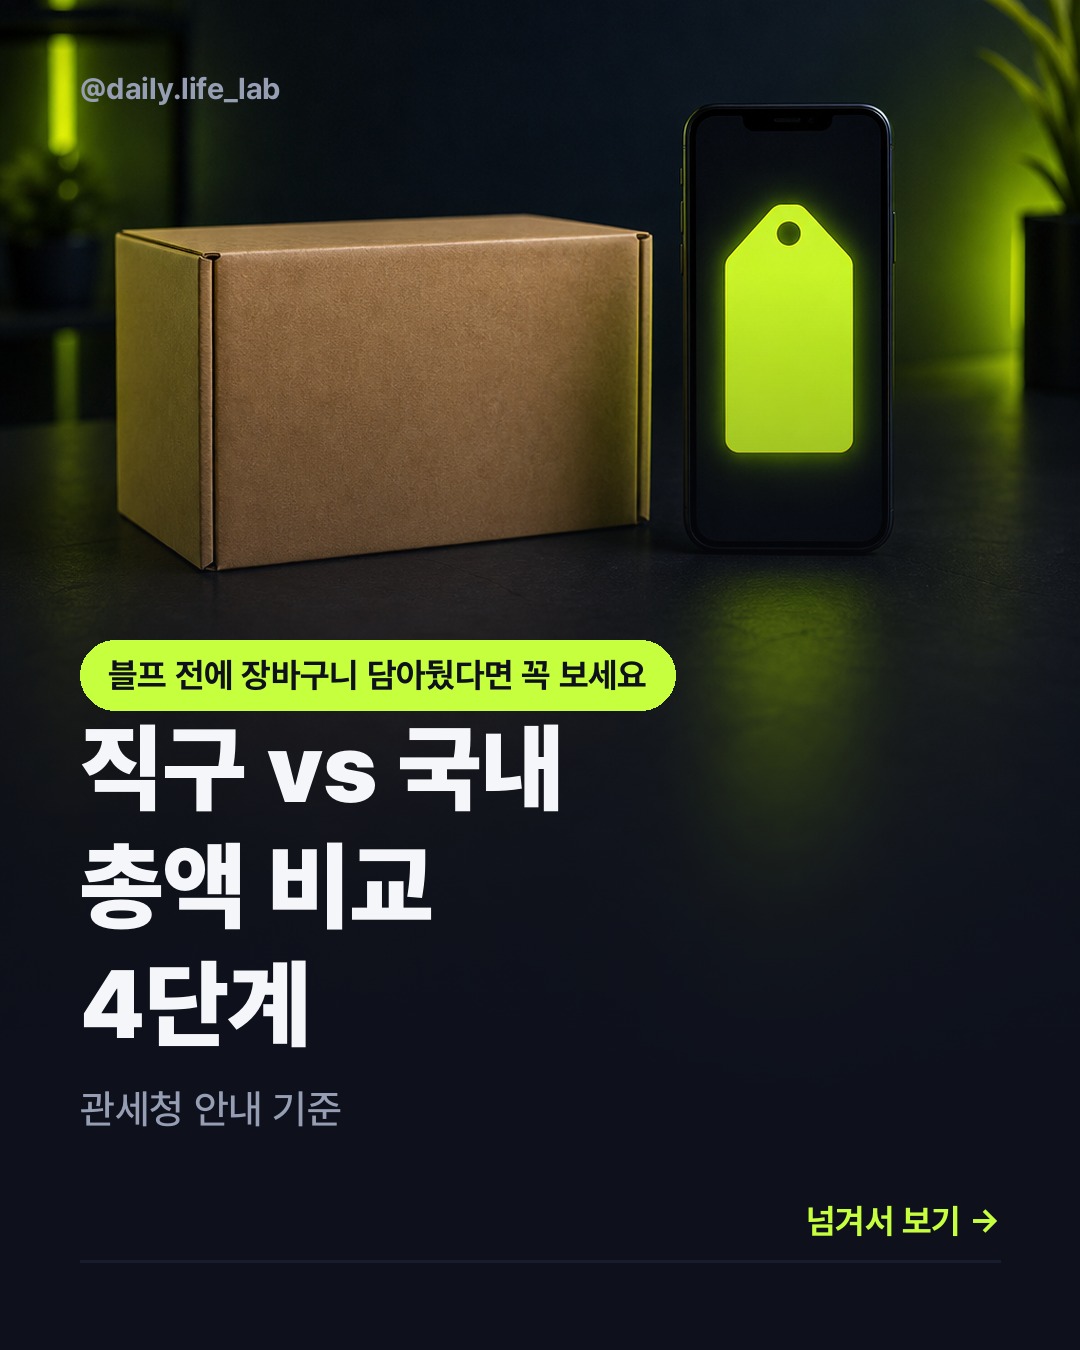 @daily.life_lab
블프 전에 장바구니 담아뒀다면 꼭 보세요
직구 vs 국내
총액 비교
4단계
관세청 안내 기준
넘겨서 보기 →